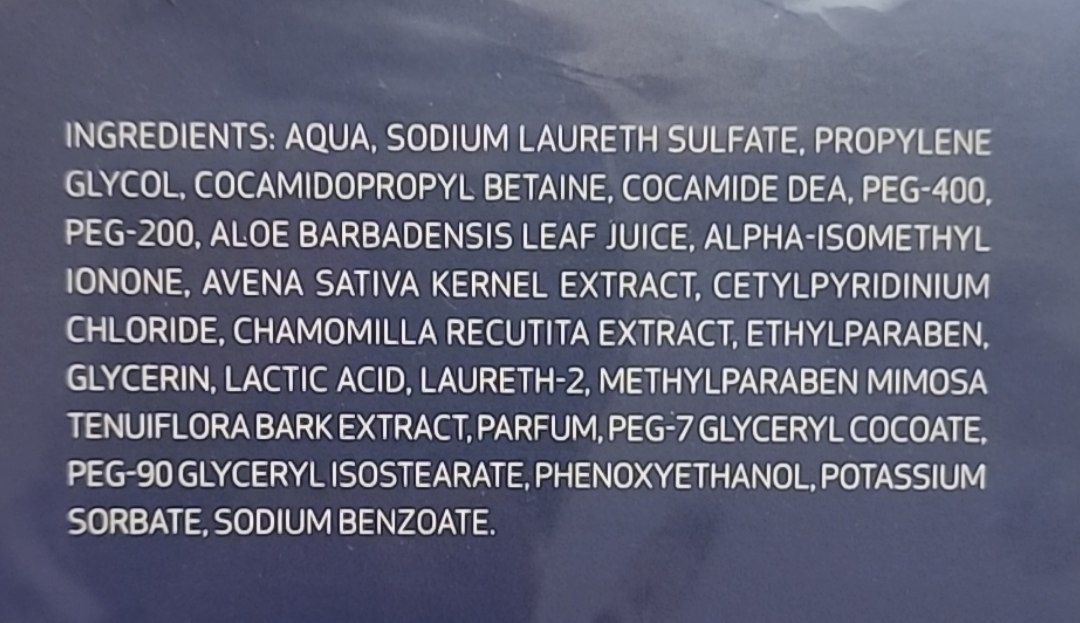 INGREDIENTS: AQUA, SODIUM LAURETH SULFATE, PROPYLENE
GLYCOL, COCAMIDOPROPYL BETAINE, COCAMIDE DEA, PEG-400,
PEG-200, ALOE BARBADENSIS LEAF JUICE, ALPHA-ISOMETHYL
IONONE, AVENA SATIVA KERNEL EXTRACT, CETYLPYRIDINIUM
CHLORIDE, CHAMOMILLA RECUTITA EXTRACT, ETHYLPARABEN,
GLYCERIN, LACTIC ACID, LAURETH-2, METHYLPARABEN MIMOSA
TENUIFLORA BARK EXTRACT, PARFUM, PEG-7 GLYCERYL COCOATE,
PEG-90 GLYCERYL ISOSTEARATE, PHENOXYETHANOL, POTASSIUM
SORBATE, SODIUM BENZOATE.